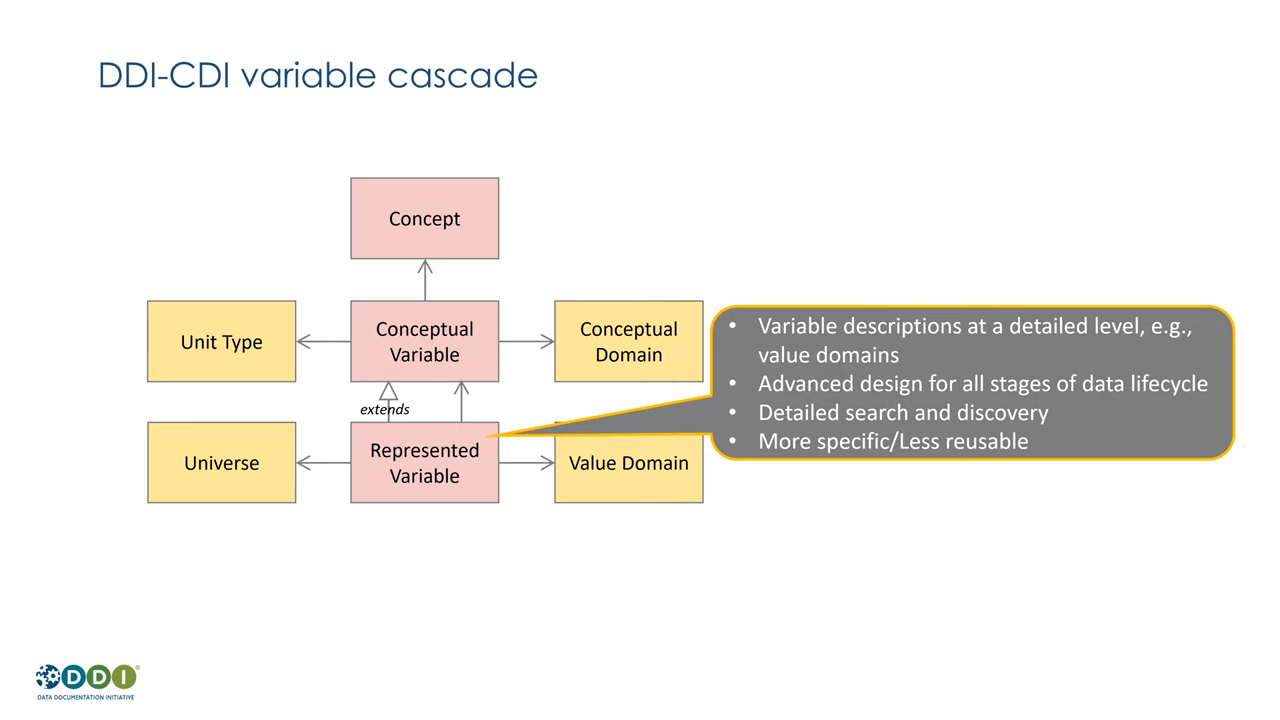 DDI-CDI variable cascade
Concept
Unit Type
Conceptual
Variable
Conceptual
Domain
extends
Universe
Represented
Variable
Value Domain
• Variable descriptions at a detailed level, e.g.,
value domains
• Advanced design for all stages of data lifecycle
• Detailed search and discovery
• More specific/Less reusable
DDI®
DATA DOCUMENTATION INITIATIVE